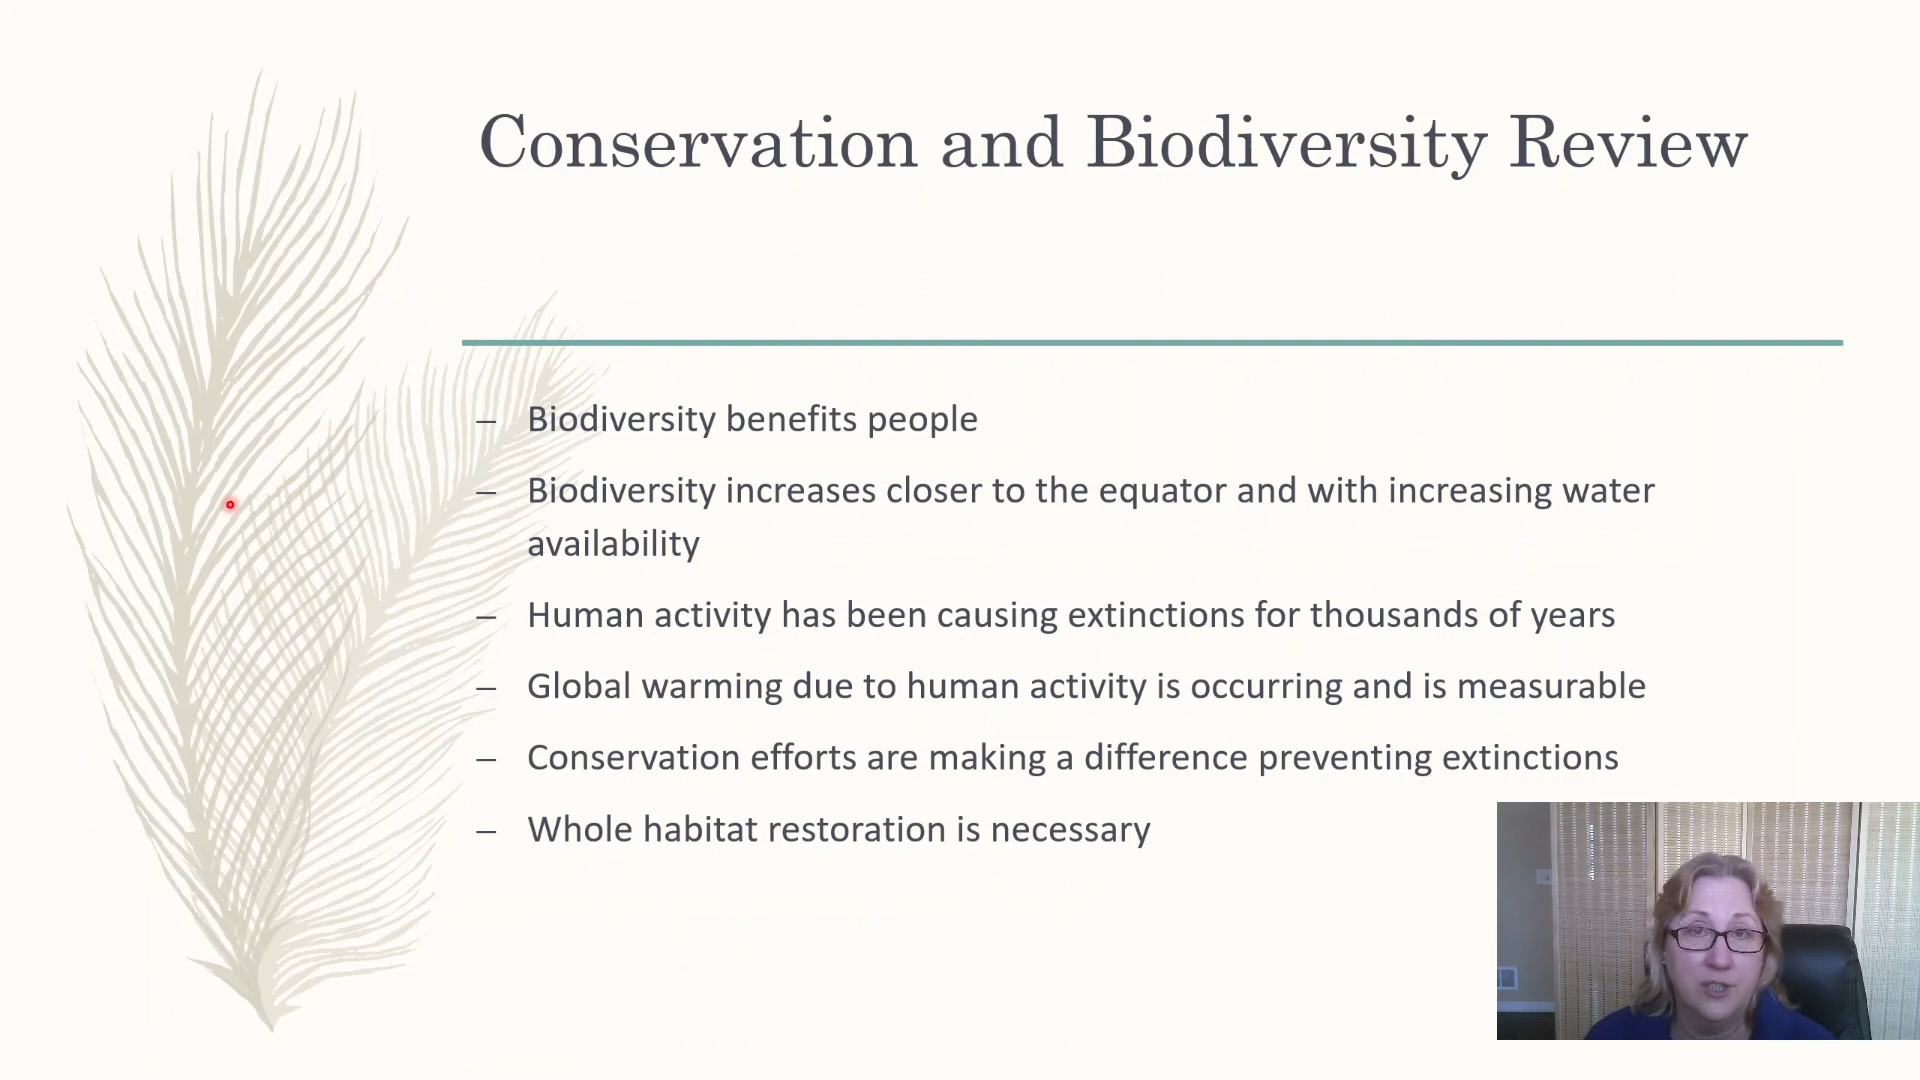 Conservation and Biodiversity Review
– Biodiversity benefits people
– Biodiversity increases closer to the equator and with increasing water
availability
– Human activity has been causing extinctions for thousands of years
– Global warming due to human activity is occurring and is measurable
– Conservation efforts are making a difference preventing extinctions
– Whole habitat restoration is necessary